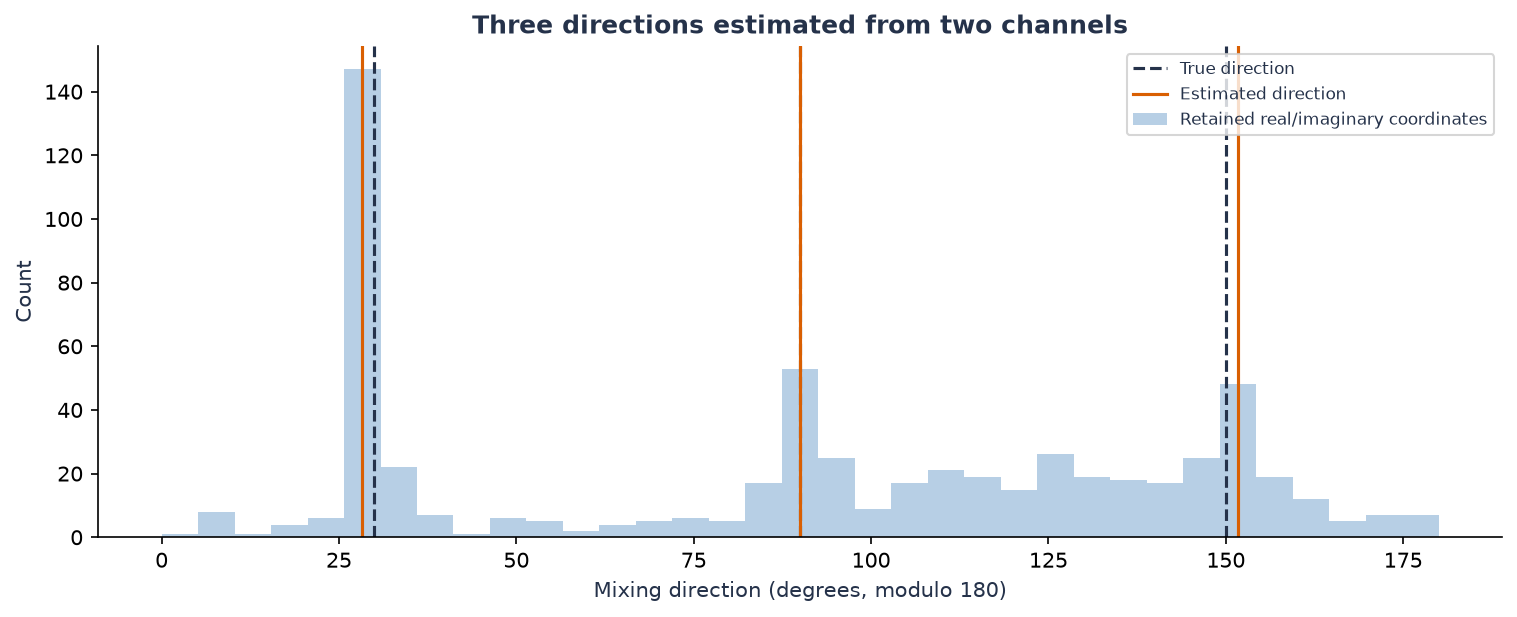 Three directions estimated from two channels
True direction
Estimated direction
Retained real/imaginary coordinates
Count
140
120
100
80
60
40
20
0
0 25 50 75 100 125 150 175
Mixing direction (degrees, modulo 180)